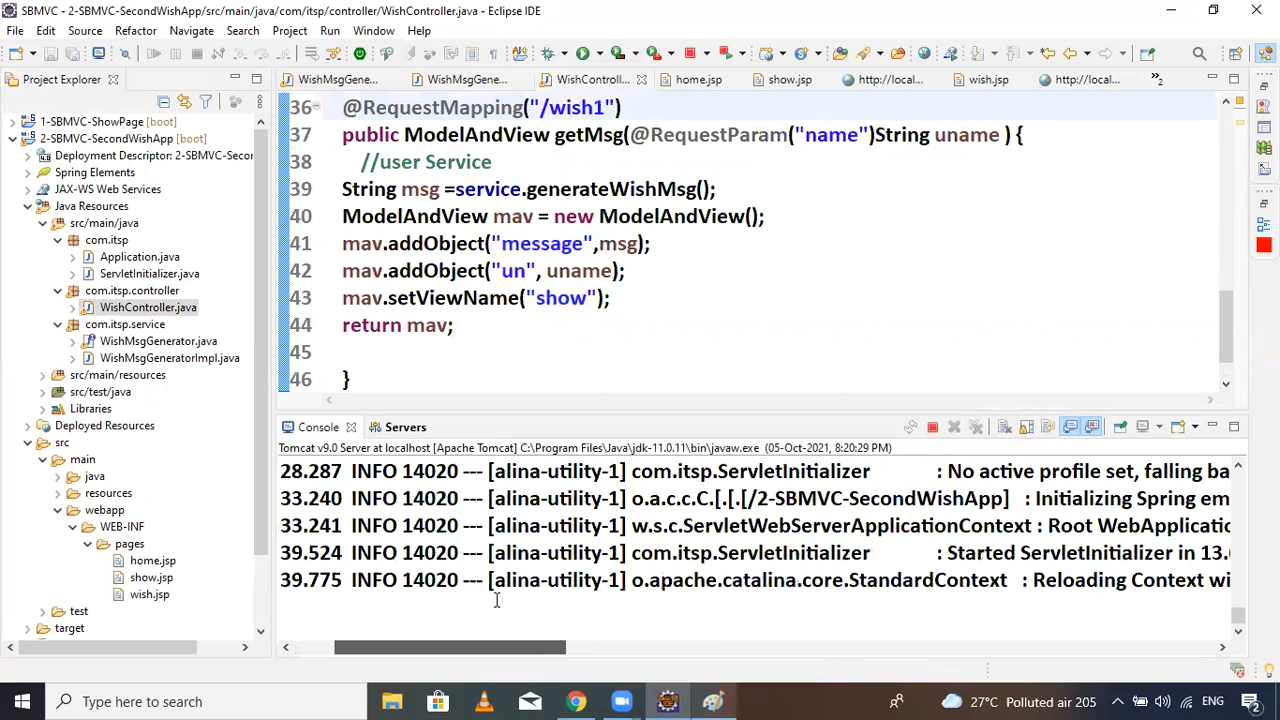 SBMVC - 2-SBMVC-SecondWishApp/src/main/java/com/itsp/controller/WishController.java - Eclipse IDE
File Edit Source Refactor Navigate Search Project Run Window Help
Project Explorer
WishMsgGene...
WishMsgGene...
WishControll...
home.jsp
show.jsp
http://local...
wish.jsp
http://loca...
1-SBMVC-ShowPage [boot]
2-SBMVC-SecondWishApp [boot]
Deployment Descriptor: 2-SBMVC-Secon
Spring Elements
JAX-WS Web Services
Java Resources
src/main/java
com.itsp
Application.java
ServletInitializer.java
com.itsp.controller
WishController.java
com.itsp.service
WishMsgGenerator.java
WishMsgGeneratorImpl.java
src/main/resources
src/test/java
Libraries
Deployed Resources
src
main
java
resources
webapp
WEB-INF
pages
home.jsp
show.jsp
wish.jsp
test
target
36 @RequestMapping("/wish1")
37 public ModelAndView getMsg(@RequestParam("name")String uname ) {
38 //user Service
39 String msg =service.generateWishMsg();
40 ModelAndView mav = new ModelAndView();
41 mav.addObject("message",msg);
42 mav.addObject("un", uname);
43 mav.setViewName("show");
44 return mav;
45
46 }
Console Servers
Tomcat v9.0 Server at localhost [Apache Tomcat] C:\Program Files\Java\jdk-11.0.11\bin\javaw.exe (05-Oct-2021, 8:20:29 PM)
28.287 INFO 14020 --- [alina-utility-1] com.itsp.ServletInitializer : No active profile set, falling ba
33.240 INFO 14020 --- [alina-utility-1] o.a.c.c.C.[.[.[/2-SBMVC-SecondWishApp] : Initializing Spring em
33.241 INFO 14020 --- [alina-utility-1] w.s.c.ServletWebServerApplicationContext : Root WebApplicatio
39.524 INFO 14020 --- [alina-utility-1] com.itsp.ServletInitializer : Started ServletInitializer in 13.
39.775 INFO 14020 --- [alina-utility-1] o.apache.catalina.core.StandardContext : Reloading Context wi
Type here to search
27°C Polluted air 205
ENG
2